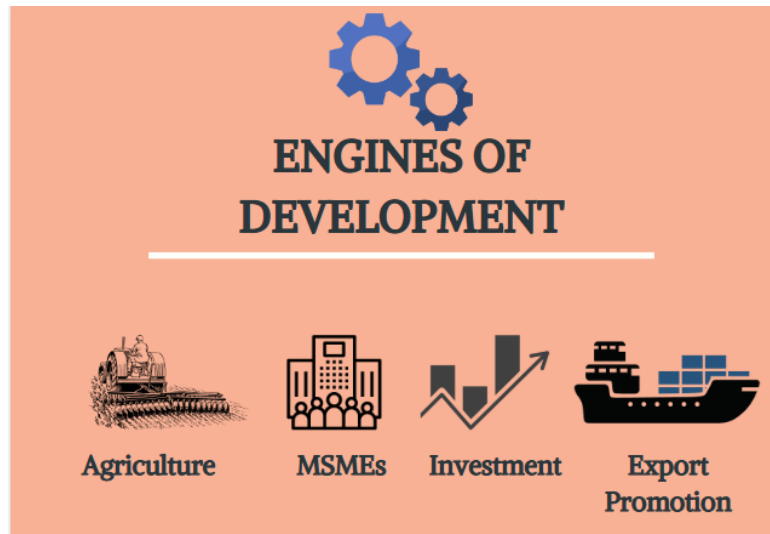 ENGINES OF
DEVELOPMENT
Agriculture
MSMEs
Investment
Export
Promotion